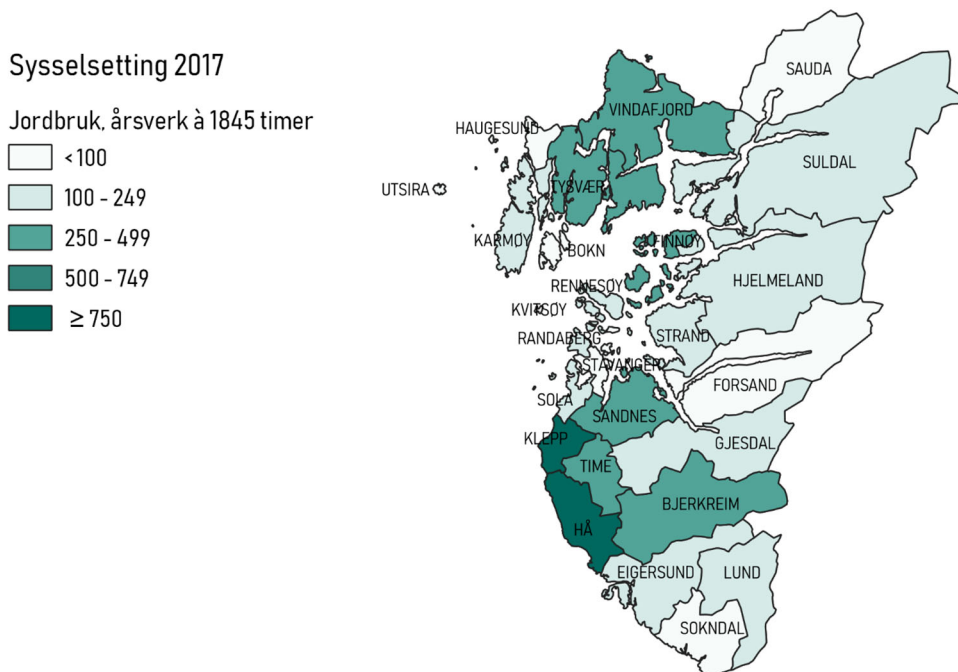 Sysselsetting 2017
Jordbruk, årsverk à 1845 timer
<100
100 - 249
250 - 499
500 - 749
≥ 750
SAUDA
VINDAFJORD
HAUGESUND
SULDAL
UTSIRA
TYSVÆR
KARMØY
FINNØY
BOKN
HJELMELAND
RENNESØY
KVITSØY
STRAND
RANDABERG
STAVANGER
FORSAND
SOLA
SANDNES
KLEPP
GJESDAL
TIME
BJERKREIM
HÅ
EIGERSUND
LUND
SOKNDAL